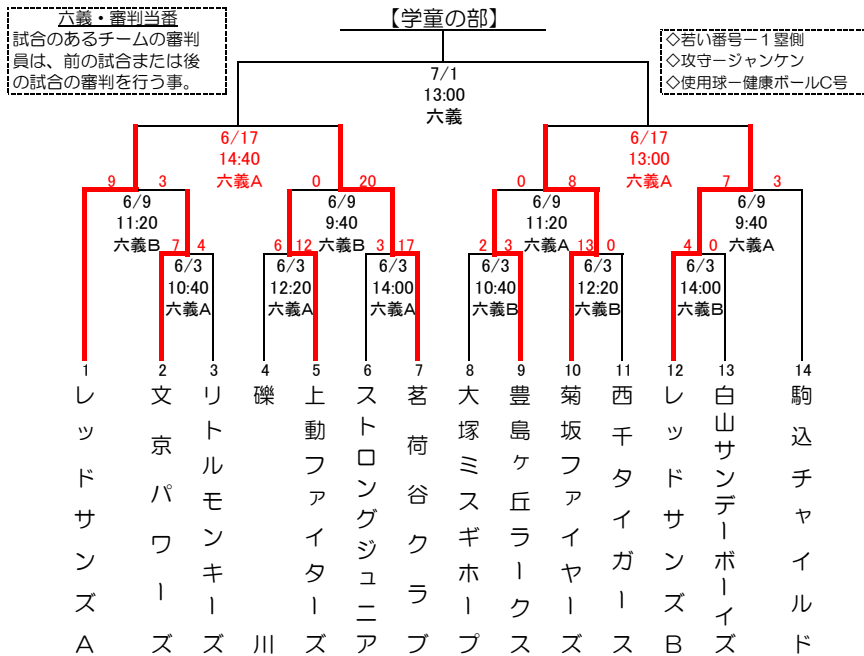 【学童の部】
六義・審判当番
試合のあるチームの審判
員は、前の試合または後
の試合の審判を行う事。
◇若い番号－1塁側
◇攻守－ジャンケン
◇使用球－健康ボールC号
7/1
13:00
六義
6/17
14:40
六義A
6/17
13:00
六義A
9 3
6/9
11:20
六義B
0 20
6/9
9:40
六義B
0 8
6/9
11:20
六義A
7 3
6/9
9:40
六義A
7 4
6/3
10:40
六義A
6 12
6/3
12:20
六義A
3 17
6/3
14:00
六義A
2 3
6/3
10:40
六義B
13 0
6/3
12:20
六義B
4 0
6/3
14:00
六義B
1
レッドサンズA
2
文京パワーズ
3
リトルモンキーズ
4
礫川
5
上動ファイターズ
6
ストロングジュニア
7
茗荷谷クラブ
8
大塚ミスギホープ
9
豊島ヶ丘ラークス
10
菊坂ファイヤーズ
11
西千タイガース
12
レッドサンズB
13
白山サンデーボーイズ
14
駒込チャイルド